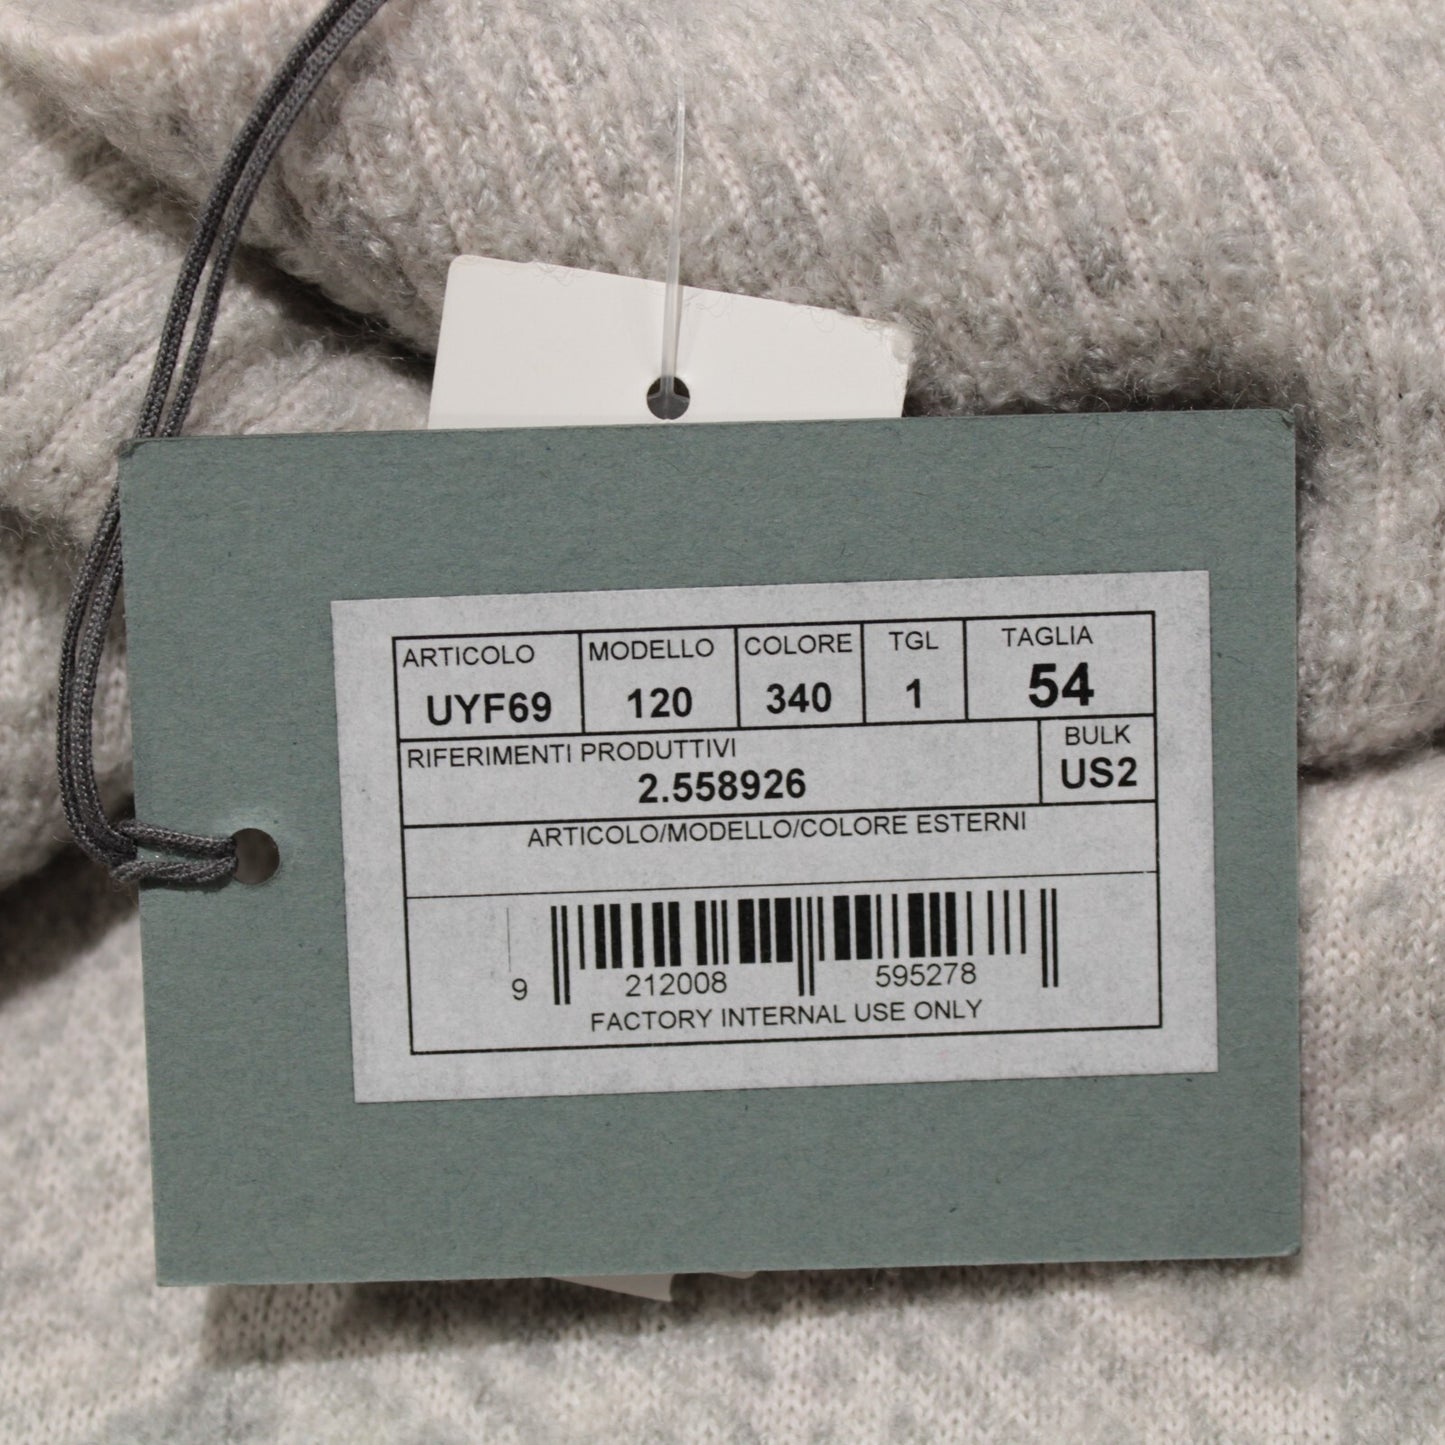 ARTICOLO MODELLO COLORE TGL TAGLIA
UYF69 120 340 1 54
RIFERIMENTI PRODUTTIVI BULK
2.558926 US2
ARTICOLO/MODELLO/COLORE ESTERNI
9 212008 595278
FACTORY INTERNAL USE ONLY